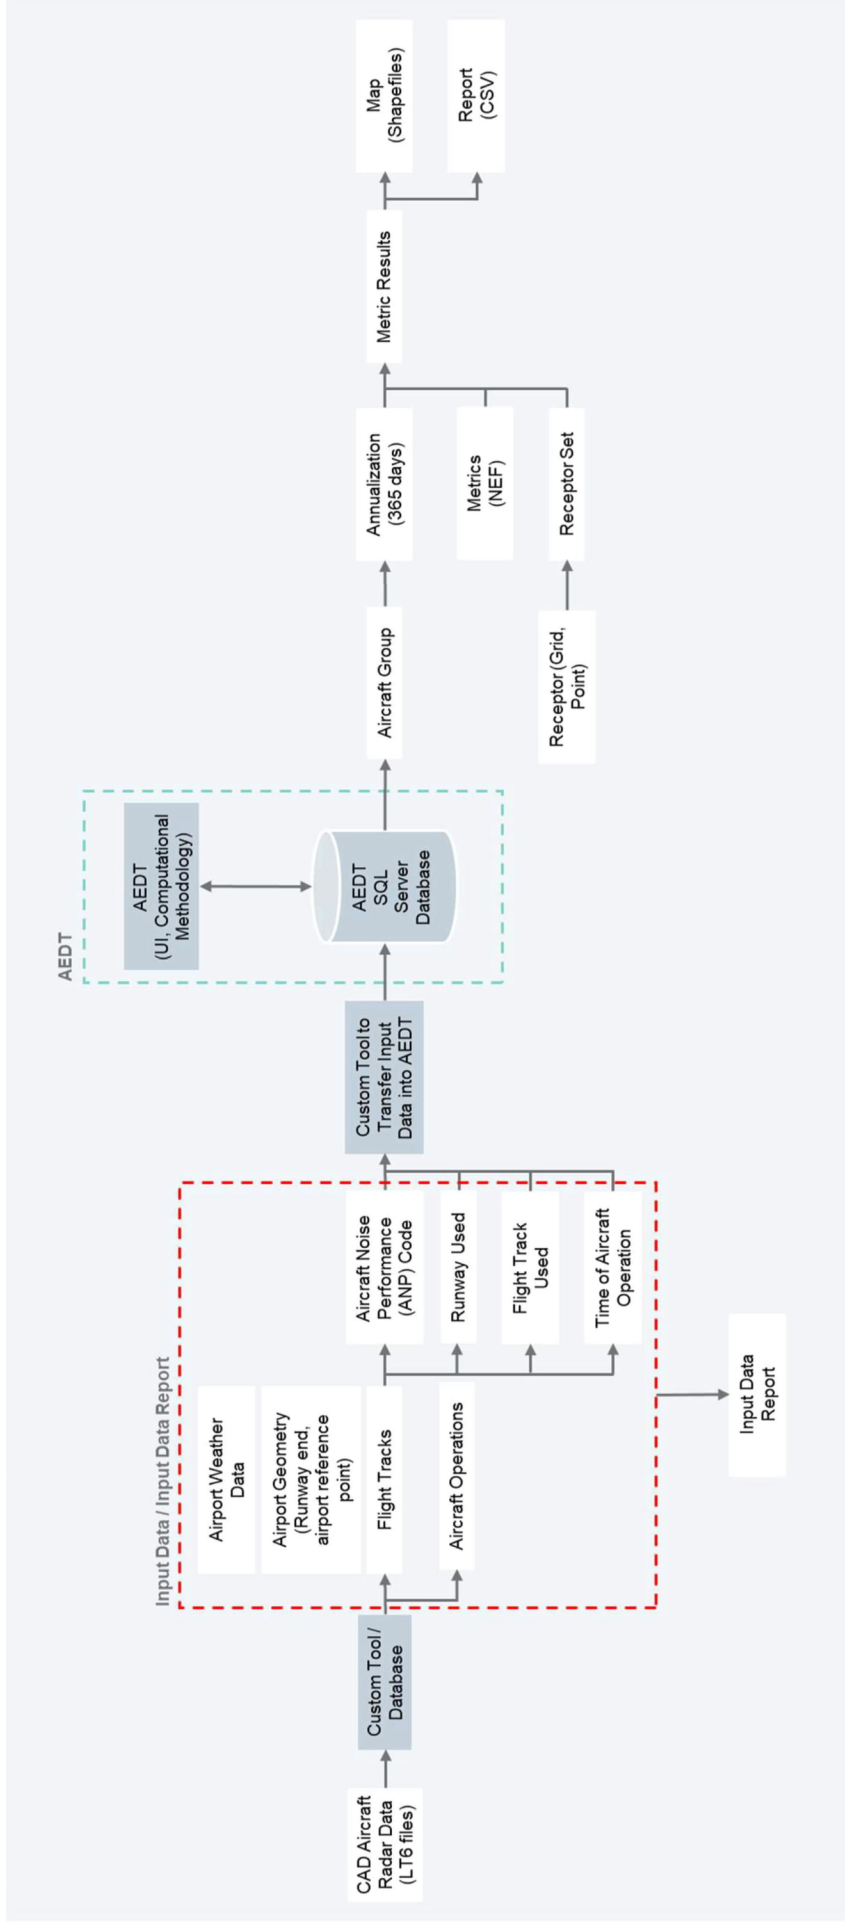 CAD Aircraft
Radar Data
(LT6 files)
Custom Tool /
Database
Input Data / Input Data Report
Airport Weather
Data
Airport Geometry
(Runway end,
airport reference
point)
Flight Tracks
Aircraft Operations
Aircraft Noise
Performance
(ANP) Code
Runway Used
Flight Track
Used
Time of Aircraft
Operation
Input Data
Report
Custom Tool to
Transfer Input
Data into AEDT
AEDT
AEDT
(UI, Computational
Methodology)
AEDT
SQL
Server
Database
Aircraft Group
Receptor (Grid,
Point)
Annualization
(365 days)
Metrics
(NEF)
Receptor Set
Metric Results
Map
(Shapefiles)
Report
(CSV)